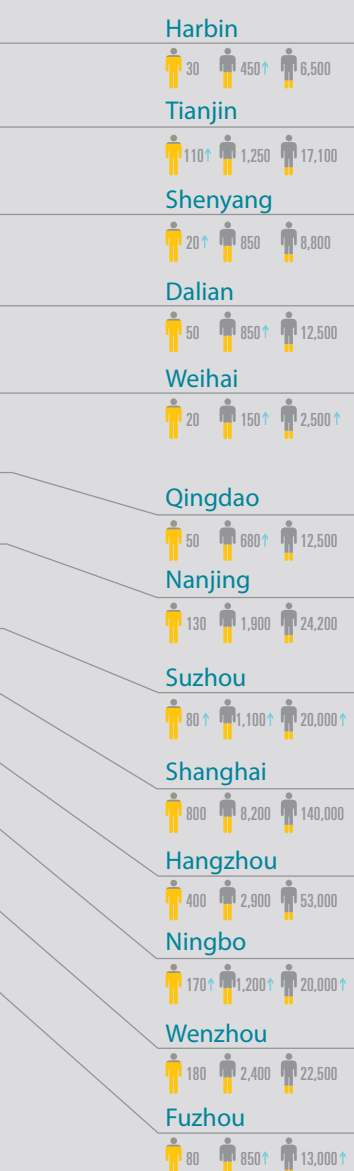 Harbin
30 450↑ 6,500
Tianjin
110↑ 1,250 17,100
Shenyang
20↑ 850 8,800
Dalian
50 850↑ 12,500
Weihai
20 150↑ 2,500↑
Qingdao
50 680↑ 12,500
Nanjing
130 1,900 24,200
Suzhou
80↑ 1,100↑ 20,000↑
Shanghai
800 8,200 140,000
Hangzhou
400 2,900 53,000
Ningbo
170↑ 1,200↑ 20,000↑
Wenzhou
180 2,400 22,500
Fuzhou
80 850↑ 13,000↑